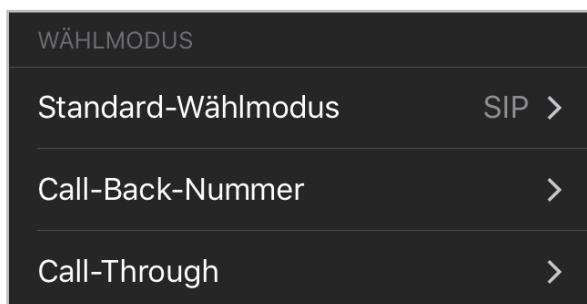 WÄHLMODUS
Standard-Wählmodus SIP
Call-Back-Nummer
Call-Through